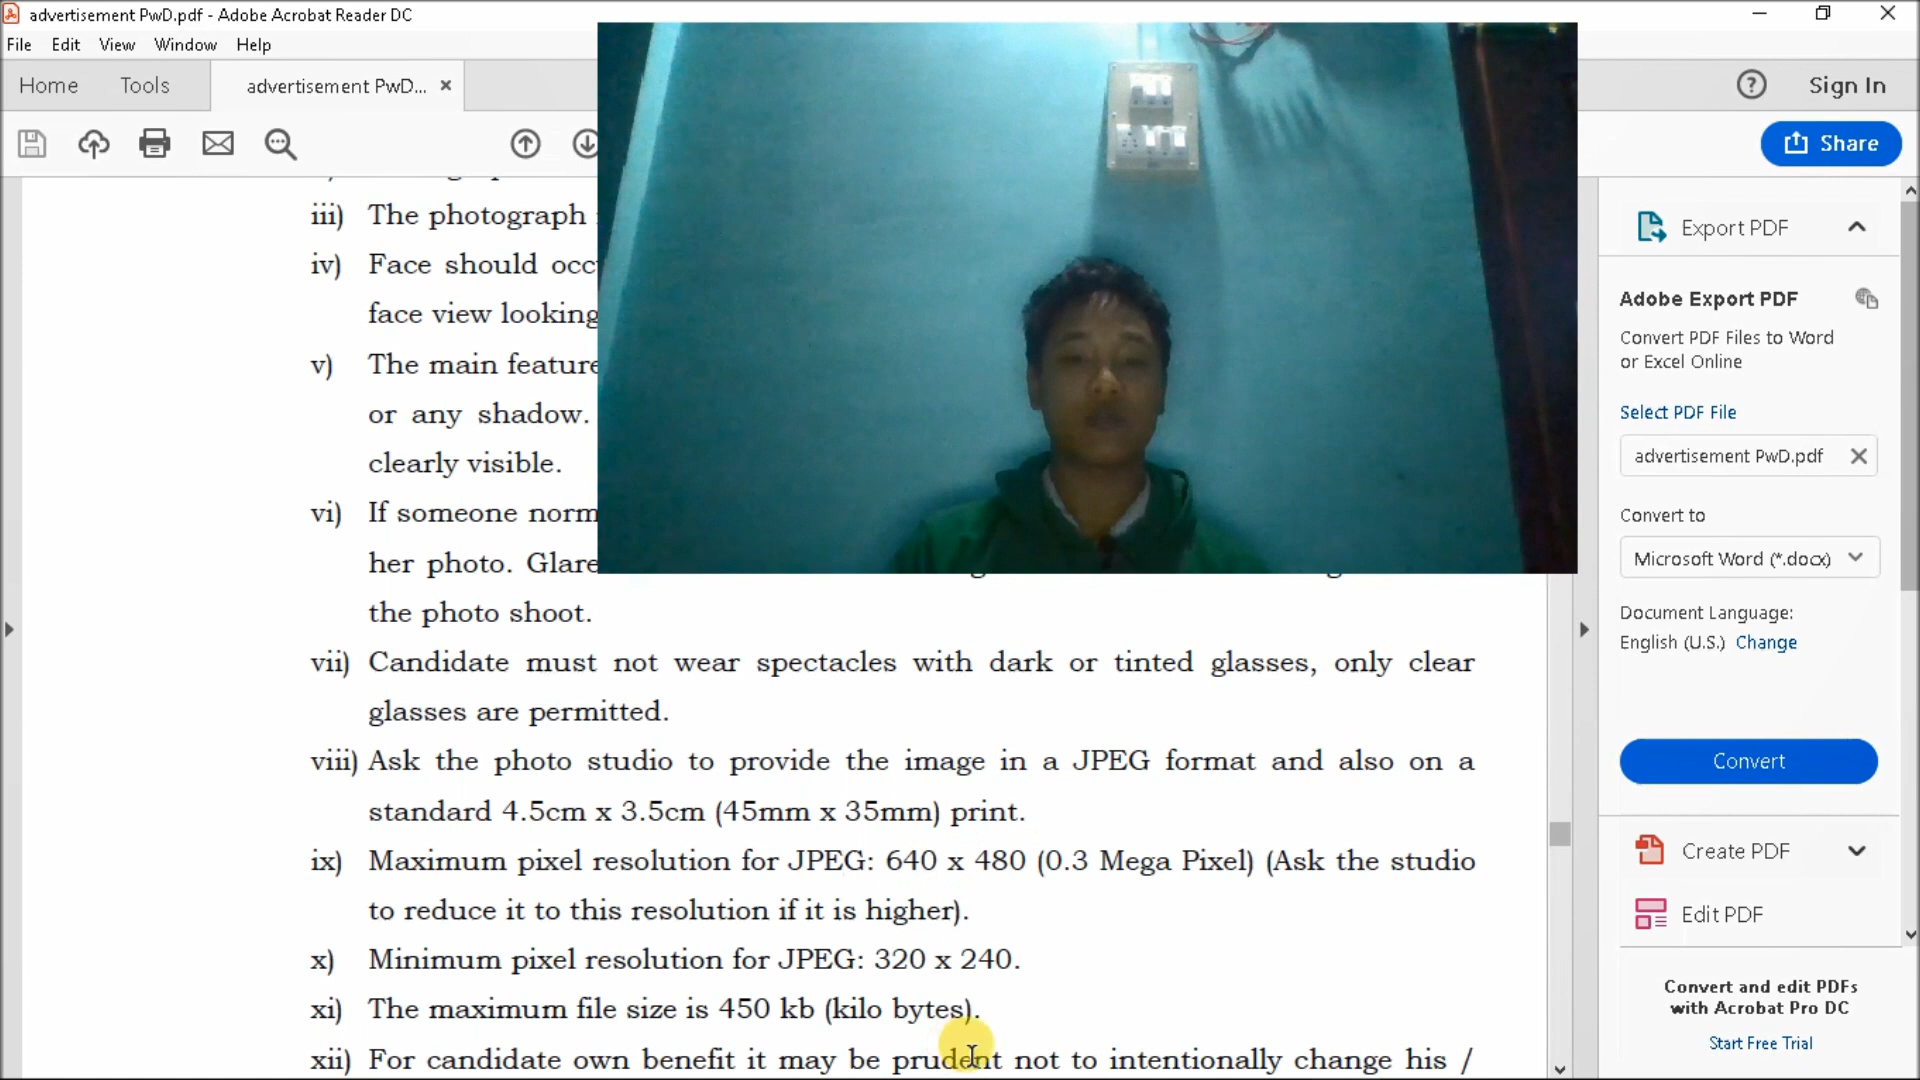 advertisement PwD.pdf - Adobe Acrobat Reader DC
File Edit View Window Help
Home Tools advertisement PwD...
Sign In
Share
iii) The photograph
iv) Face should occ
face view looking
v) The main feature
or any shadow.
clearly visible.
vi) If someone norm
her photo. Glare
the photo shoot.
vii) Candidate must not wear spectacles with dark or tinted glasses, only clear
glasses are permitted.
viii) Ask the photo studio to provide the image in a JPEG format and also on a
standard 4.5cm x 3.5cm (45mm x 35mm) print.
ix) Maximum pixel resolution for JPEG: 640 x 480 (0.3 Mega Pixel) (Ask the studio
to reduce it to this resolution if it is higher).
x) Minimum pixel resolution for JPEG: 320 x 240.
xi) The maximum file size is 450 kb (kilo bytes).
xii) For candidate own benefit it may be prudent not to intentionally change his /
Export PDF
Adobe Export PDF
Convert PDF Files to Word
or Excel Online
Select PDF File
advertisement PwD.pdf
Convert to
Microsoft Word (*.docx)
Document Language:
English (U.S.) Change
Convert
Create PDF
Edit PDF
Convert and edit PDFs
with Acrobat Pro DC
Start Free Trial